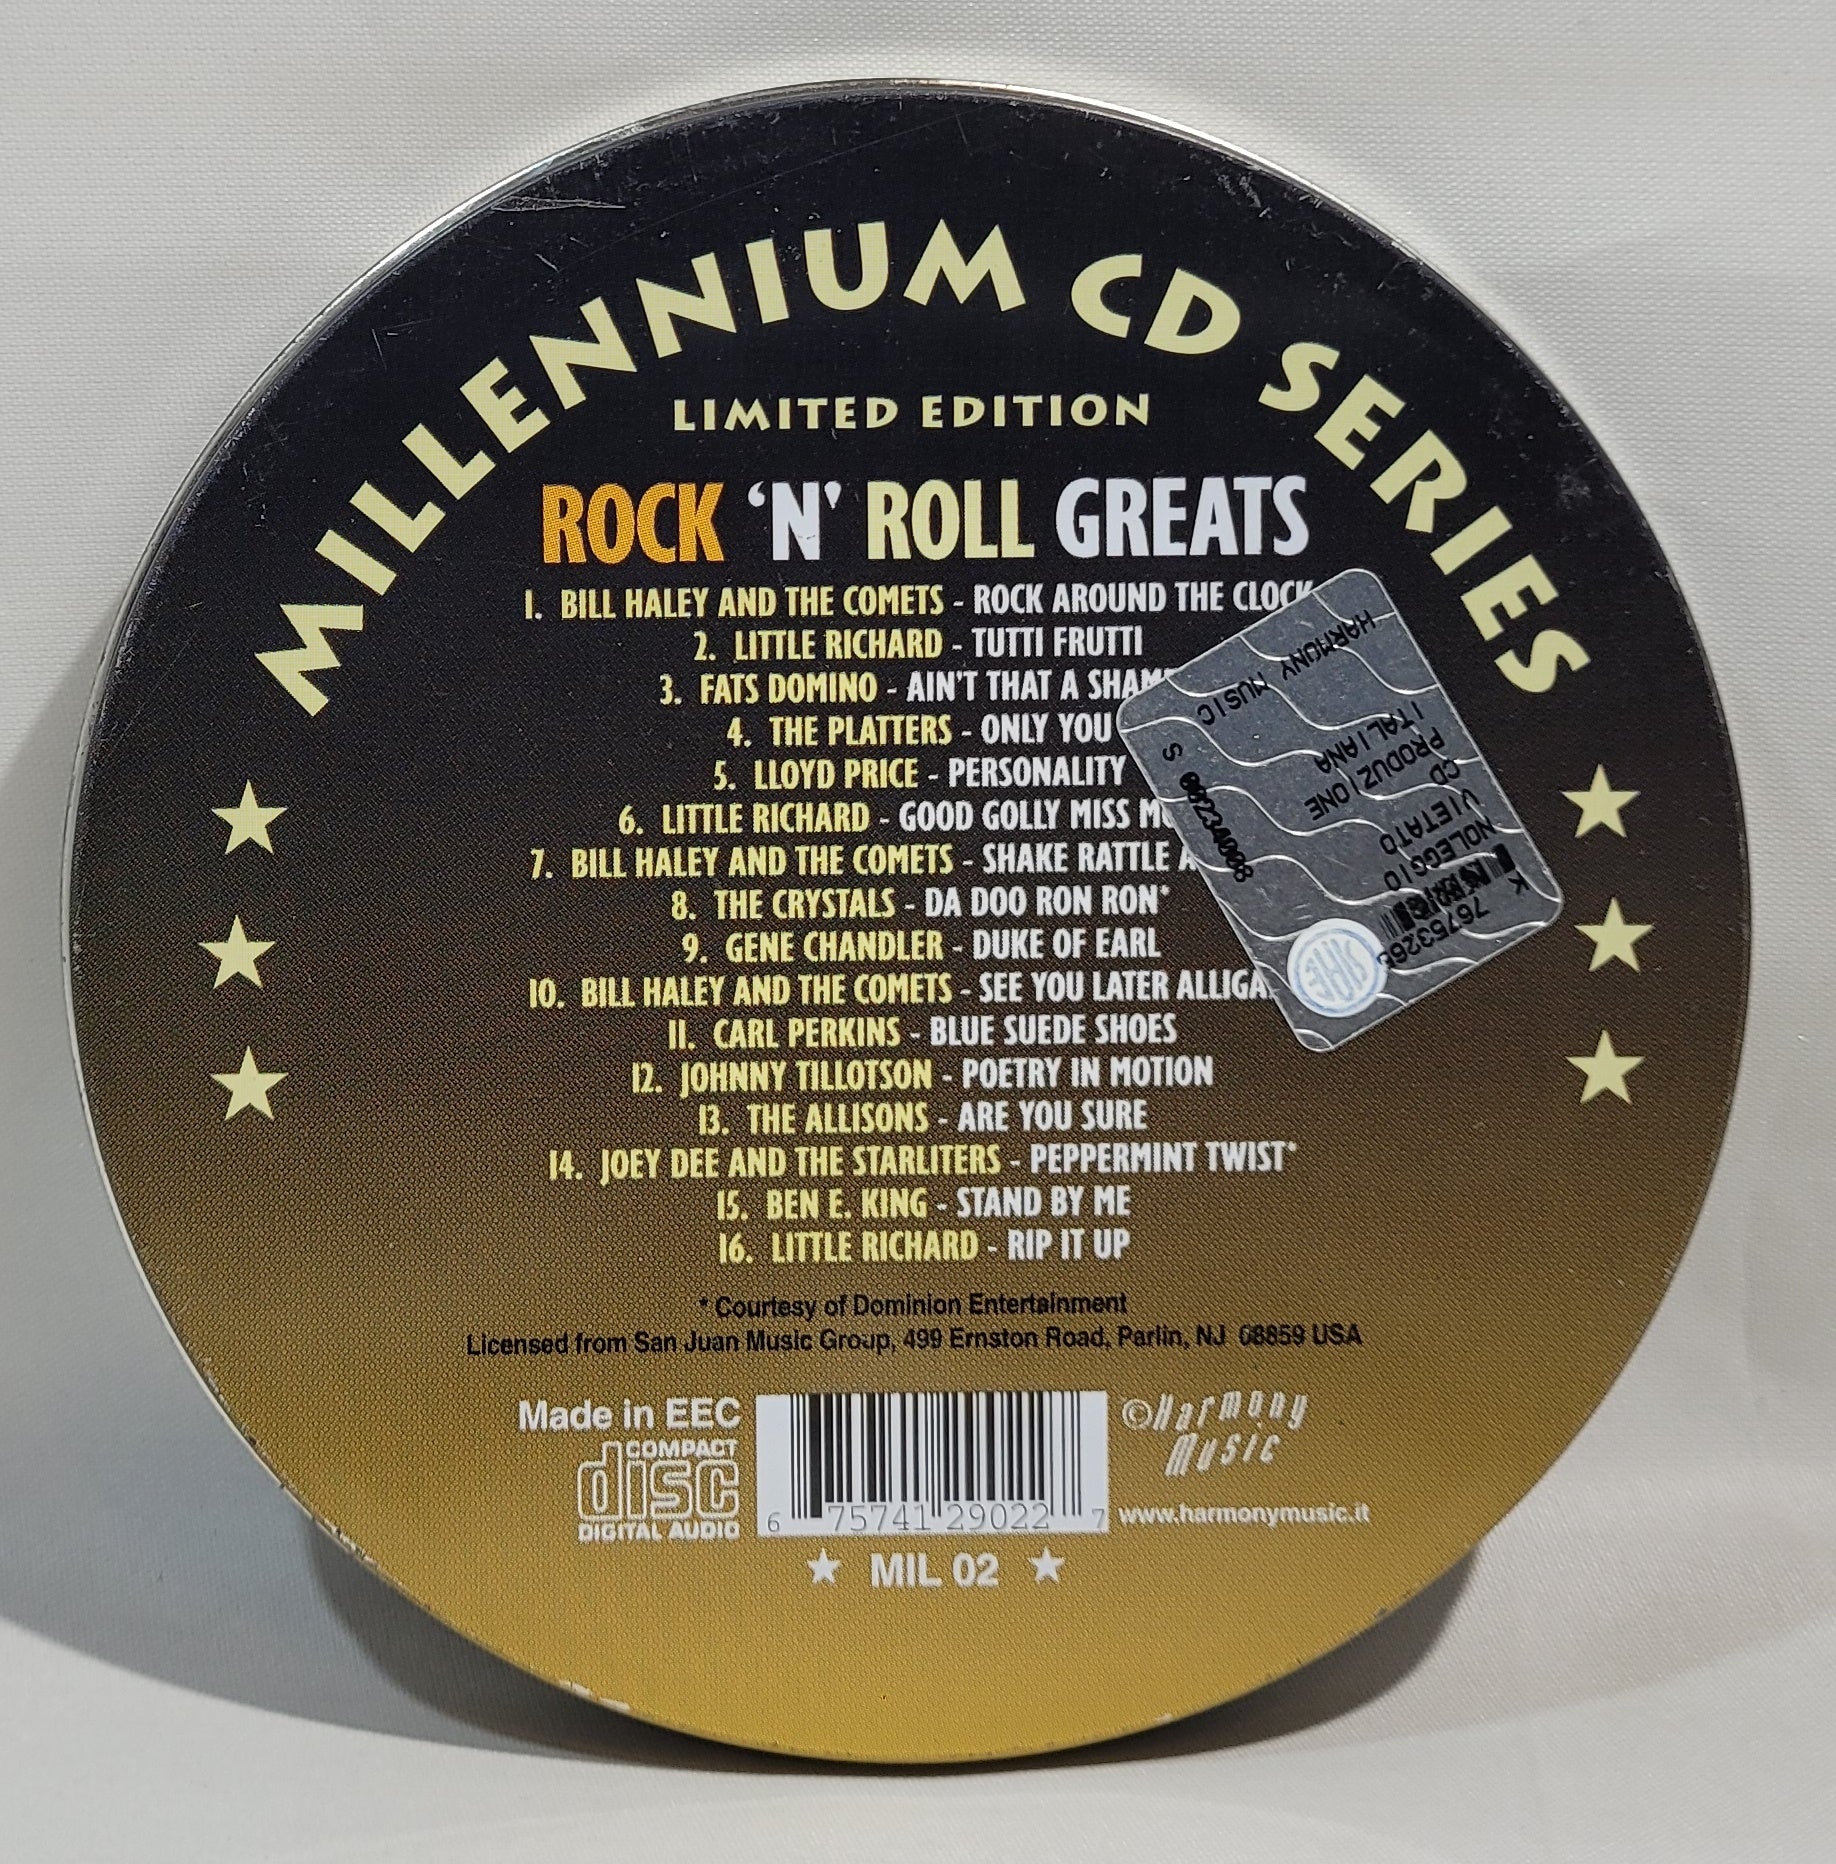 MILLENNIUM CD SERIES
LIMITED EDITION
ROCK ‘N’ ROLL GREATS
1. BILL HALEY AND THE COMETS - ROCK AROUND THE CLOCK
2. LITTLE RICHARD - TUTTI FRUTTI
3. FATS DOMINO - AIN'T THAT A SHAME
4. THE PLATTERS - ONLY YOU
5. LLOYD PRICE - PERSONALITY
6. LITTLE RICHARD - GOOD GOLLY MISS
7. BILL HALEY AND THE COMETS - SHAKE RATTLE
8. THE CRYSTALS - DA DOO RON RON*
9. GENE CHANDLER - DUKE OF EARL
10. BILL HALEY AND THE COMETS - SEE YOU LATER
11. CARL PERKINS - BLUE SUEDE SHOES
12. JOHNNY TILLOTSON - POETRY IN MOTION
13. THE ALLISONS - ARE YOU SURE
14. JOEY DEE AND THE STARLITERS - PEPPERMINT TWIST*
15. BEN E. KING - STAND BY ME
16. LITTLE RICHARD - RIP IT UP
HARMONY MUSIC
PRODUZIONE
ITALIANA
CD
VIETATO
NOLEGGIO
S 002340098
K
SIAE
* Courtesy of Dominion Entertainment
Licensed from San Juan Music Group, 499 Ernston Road, Parlin, NJ 08859 USA
Made in EEC
COMPACT
disc
DIGITAL AUDIO
6 75741 29022 7
©Harmony
Music
www.harmonymusic.it
★ MIL 02 ★